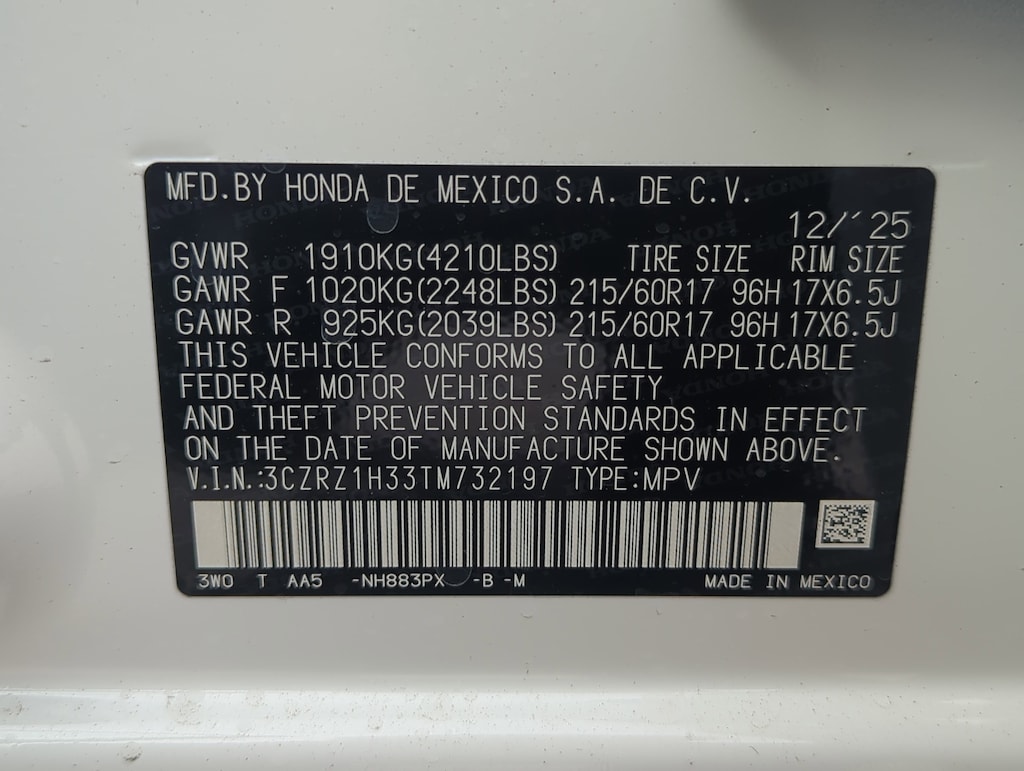 MFD.BY HONDA DE MEXICO S.A. DE C.V.
12/'25
GVWR 1910KG(4210LBS) TIRE SIZE RIM SIZE
GAWR F 1020KG(2248LBS) 215/60R17 96H 17X6.5J
GAWR R 925KG(2039LBS) 215/60R17 96H 17X6.5J
THIS VEHICLE CONFORMS TO ALL APPLICABLE
FEDERAL MOTOR VEHICLE SAFETY
AND THEFT PREVENTION STANDARDS IN EFFECT
ON THE DATE OF MANUFACTURE SHOWN ABOVE.
V.I.N.:3CZRZ1H33TM732197 TYPE:MPV
3W0 T AA5 -NH883PX -B -M MADE IN MEXICO